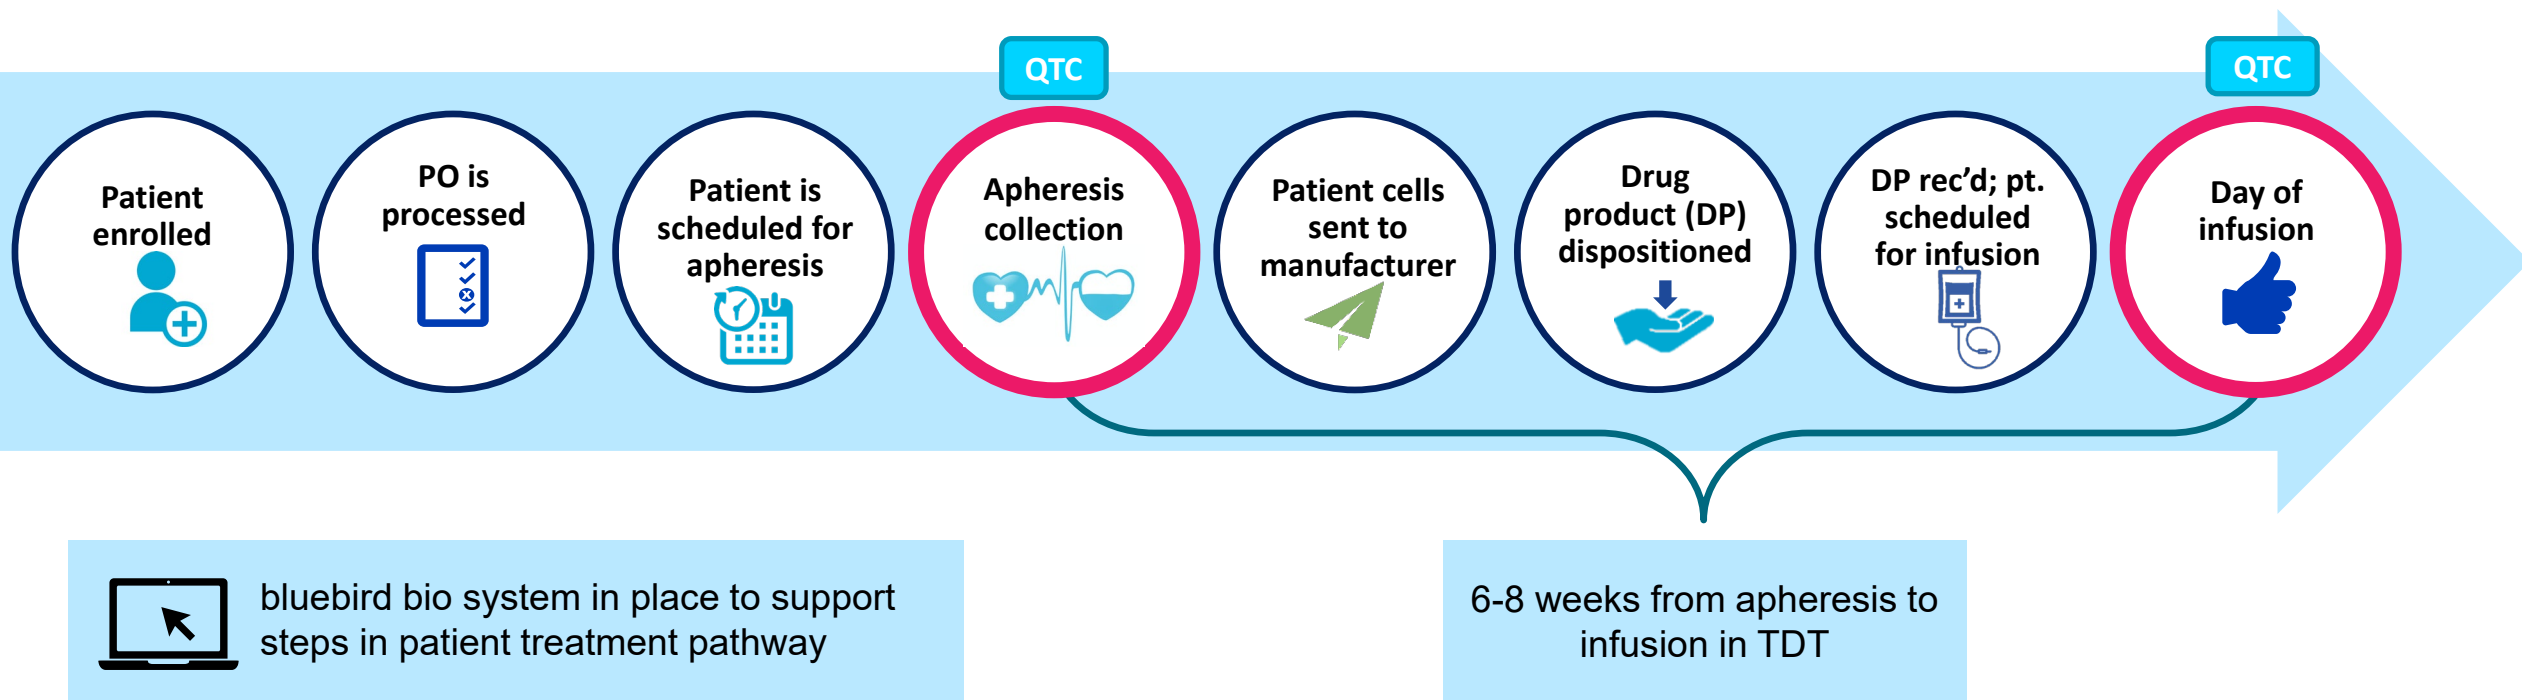 QTC
QTC
Patient
enrolled
PO is
processed
Patient is
scheduled for
apheresis
Apheresis
collection
Patient cells
sent to
manufacturer
Drug
product (DP)
dispositioned
DP rec’d; pt.
scheduled
for infusion
Day of
infusion
bluebird bio system in place to support
steps in patient treatment pathway
6-8 weeks from apheresis to
infusion in TDT